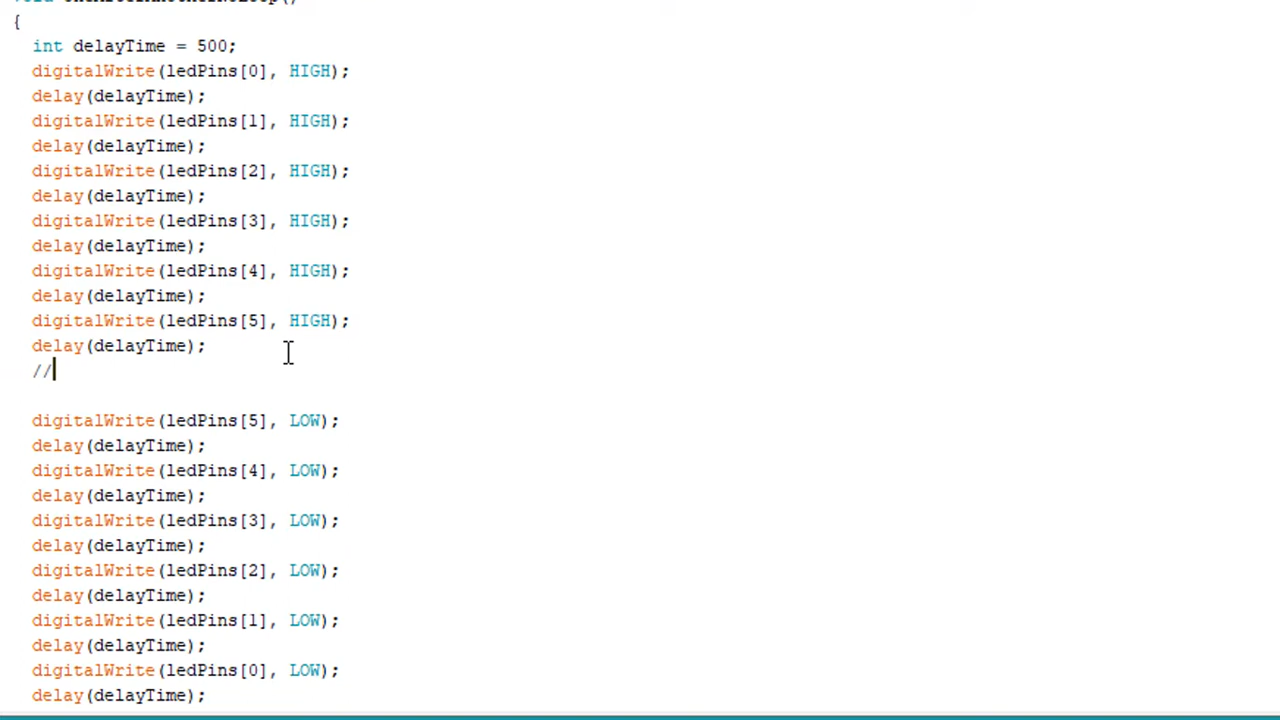 {
int delayTime = 500;
digitalWrite(ledPins[0], HIGH);
delay(delayTime);
digitalWrite(ledPins[1], HIGH);
delay(delayTime);
digitalWrite(ledPins[2], HIGH);
delay(delayTime);
digitalWrite(ledPins[3], HIGH);
delay(delayTime);
digitalWrite(ledPins[4], HIGH);
delay(delayTime);
digitalWrite(ledPins[5], HIGH);
delay(delayTime);
//
digitalWrite(ledPins[5], LOW);
delay(delayTime);
digitalWrite(ledPins[4], LOW);
delay(delayTime);
digitalWrite(ledPins[3], LOW);
delay(delayTime);
digitalWrite(ledPins[2], LOW);
delay(delayTime);
digitalWrite(ledPins[1], LOW);
delay(delayTime);
digitalWrite(ledPins[0], LOW);
delay(delayTime);